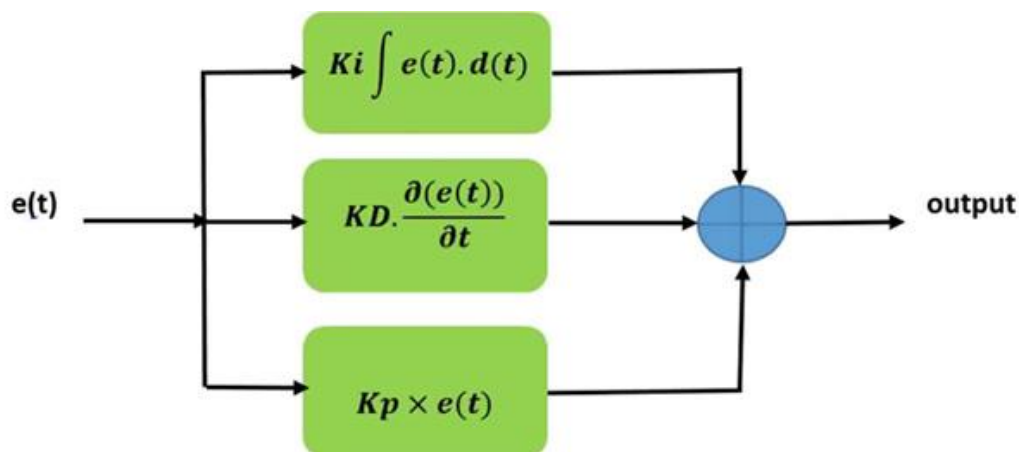 Ki ∫ e(t). d(t)
e(t)
KD. ∂(e(t))/∂t
output
Kp × e(t)